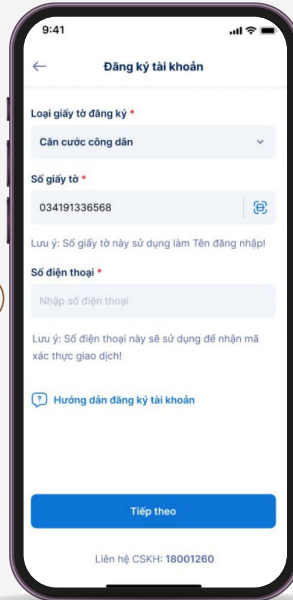 9:41
Đăng ký tài khoản
Loại giấy tờ đăng ký *
Căn cước công dân
Số giấy tờ *
034191336568
Lưu ý: Số giấy tờ này sử dụng làm Tên đăng nhập!
Số điện thoại *
Nhập số điện thoại
Lưu ý: Số điện thoại này sẽ sử dụng để nhận mã
xác thực giao dịch!
? Hướng dẫn đăng ký tài khoản
Tiếp theo
Liên hệ CSKH: 18001260